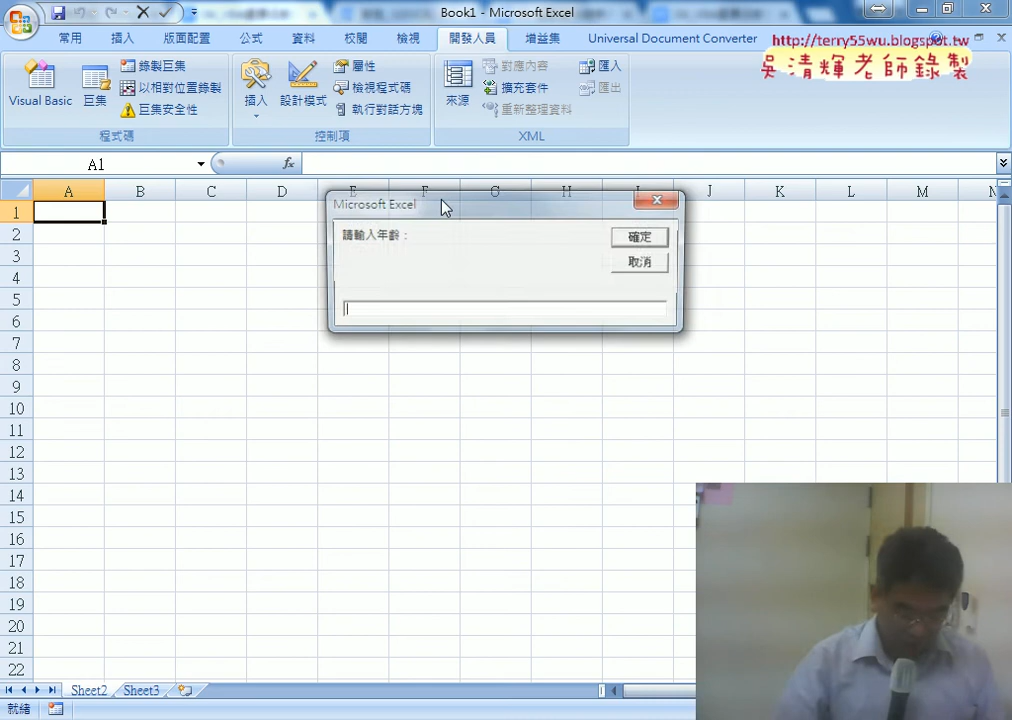 Book1 - Microsoft Excel
常用 插入 版面配置 公式 資料 校閱 檢視 開發人員 增益集 Universal Document Converter
http://terry55wu.blogspot.tw
吳清輝老師錄製
Visual Basic 巨集 錄製巨集 以相對位置錄製 巨集安全性
插入 設計模式 屬性 檢視程式碼 執行對話方塊
來源 對應內容 擴充套件 重新整理資料 匯入 匯出
程式碼 控制項 XML
A1 fx
A B C D E F G H I J K L M N
Microsoft Excel
請輸入年齡：
確定
取消
1
2
3
4
5
6
7
8
9
10
11
12
13
14
15
16
17
18
19
20
21
22
Sheet2 Sheet3
就緒